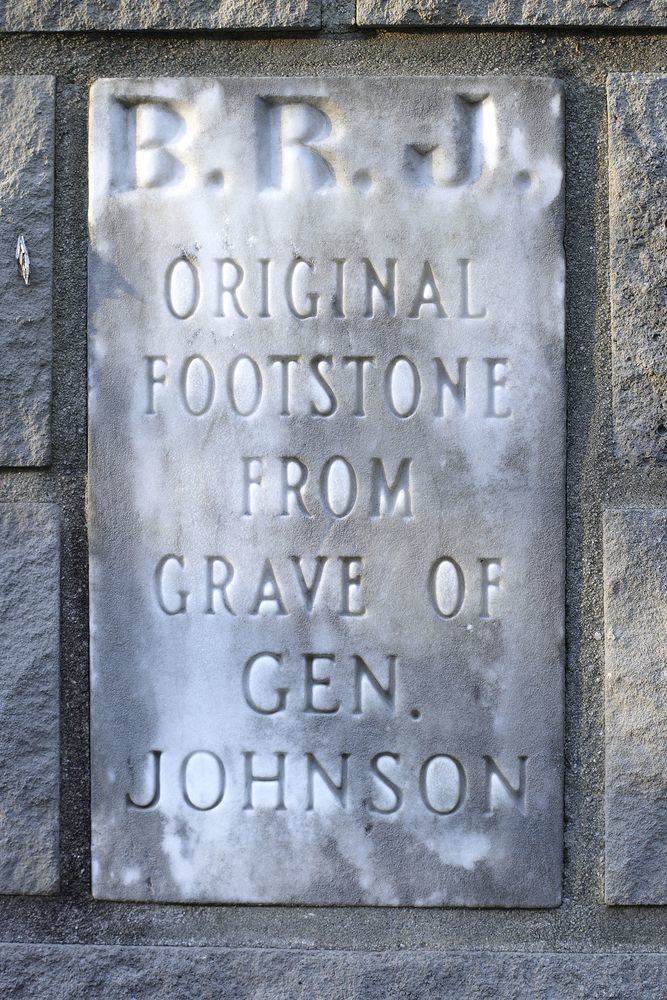 B. R. J.
ORIGINAL
FOOTSTONE
FROM
GRAVE OF
GEN.
JOHNSON